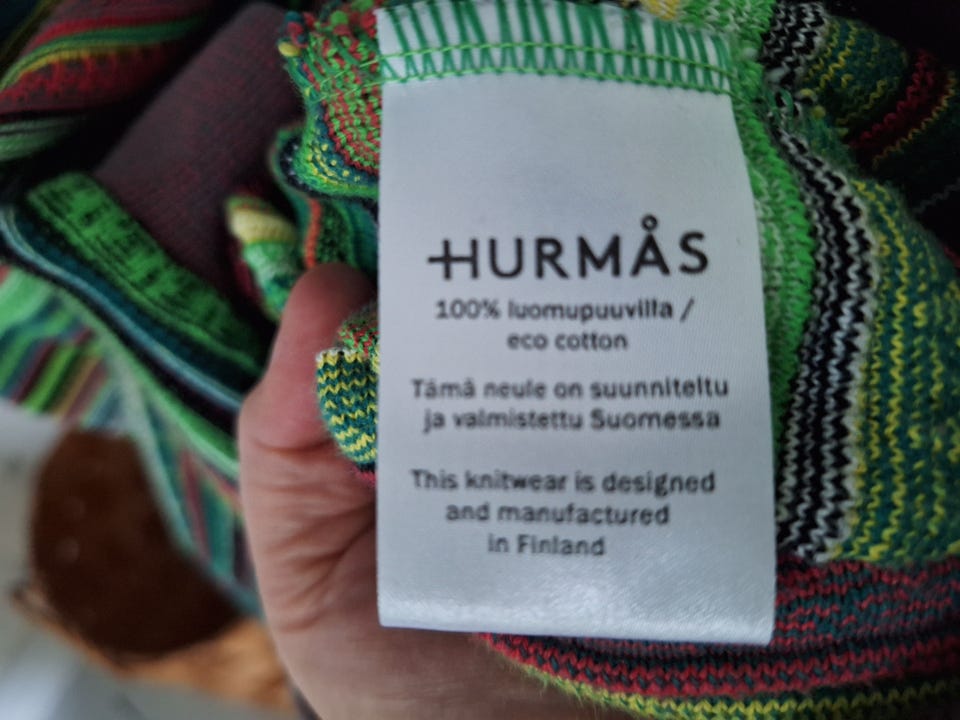 HURMÅS
100% luomupuuvilla /
eco cotton
Tämä neule on suunniteltu
ja valmistettu Suomessa
This knitwear is designed
and manufactured
in Finland